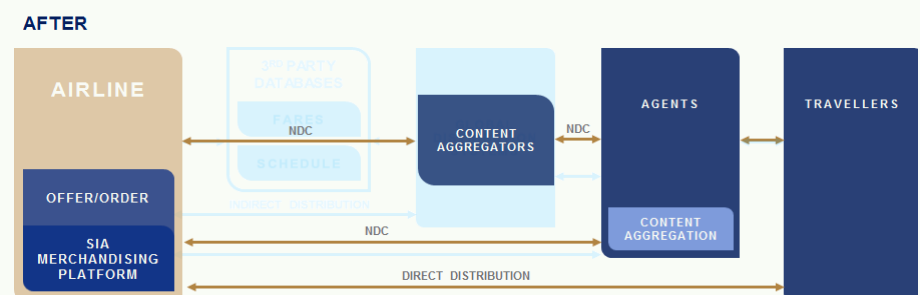 AFTER
3RD PARTY
DATABASES
AIRLINE
AGENTS
TRAVELLERS
FARES
NDC
CONTENT
AGGREGATORS
NDC
SCHEDULE
OFFER/ORDER
INDIRECT DISTRIBUTION
CONTENT
AGGREGATION
NDC
SIA
MERCHANDISING
PLATFORM
DIRECT DISTRIBUTION